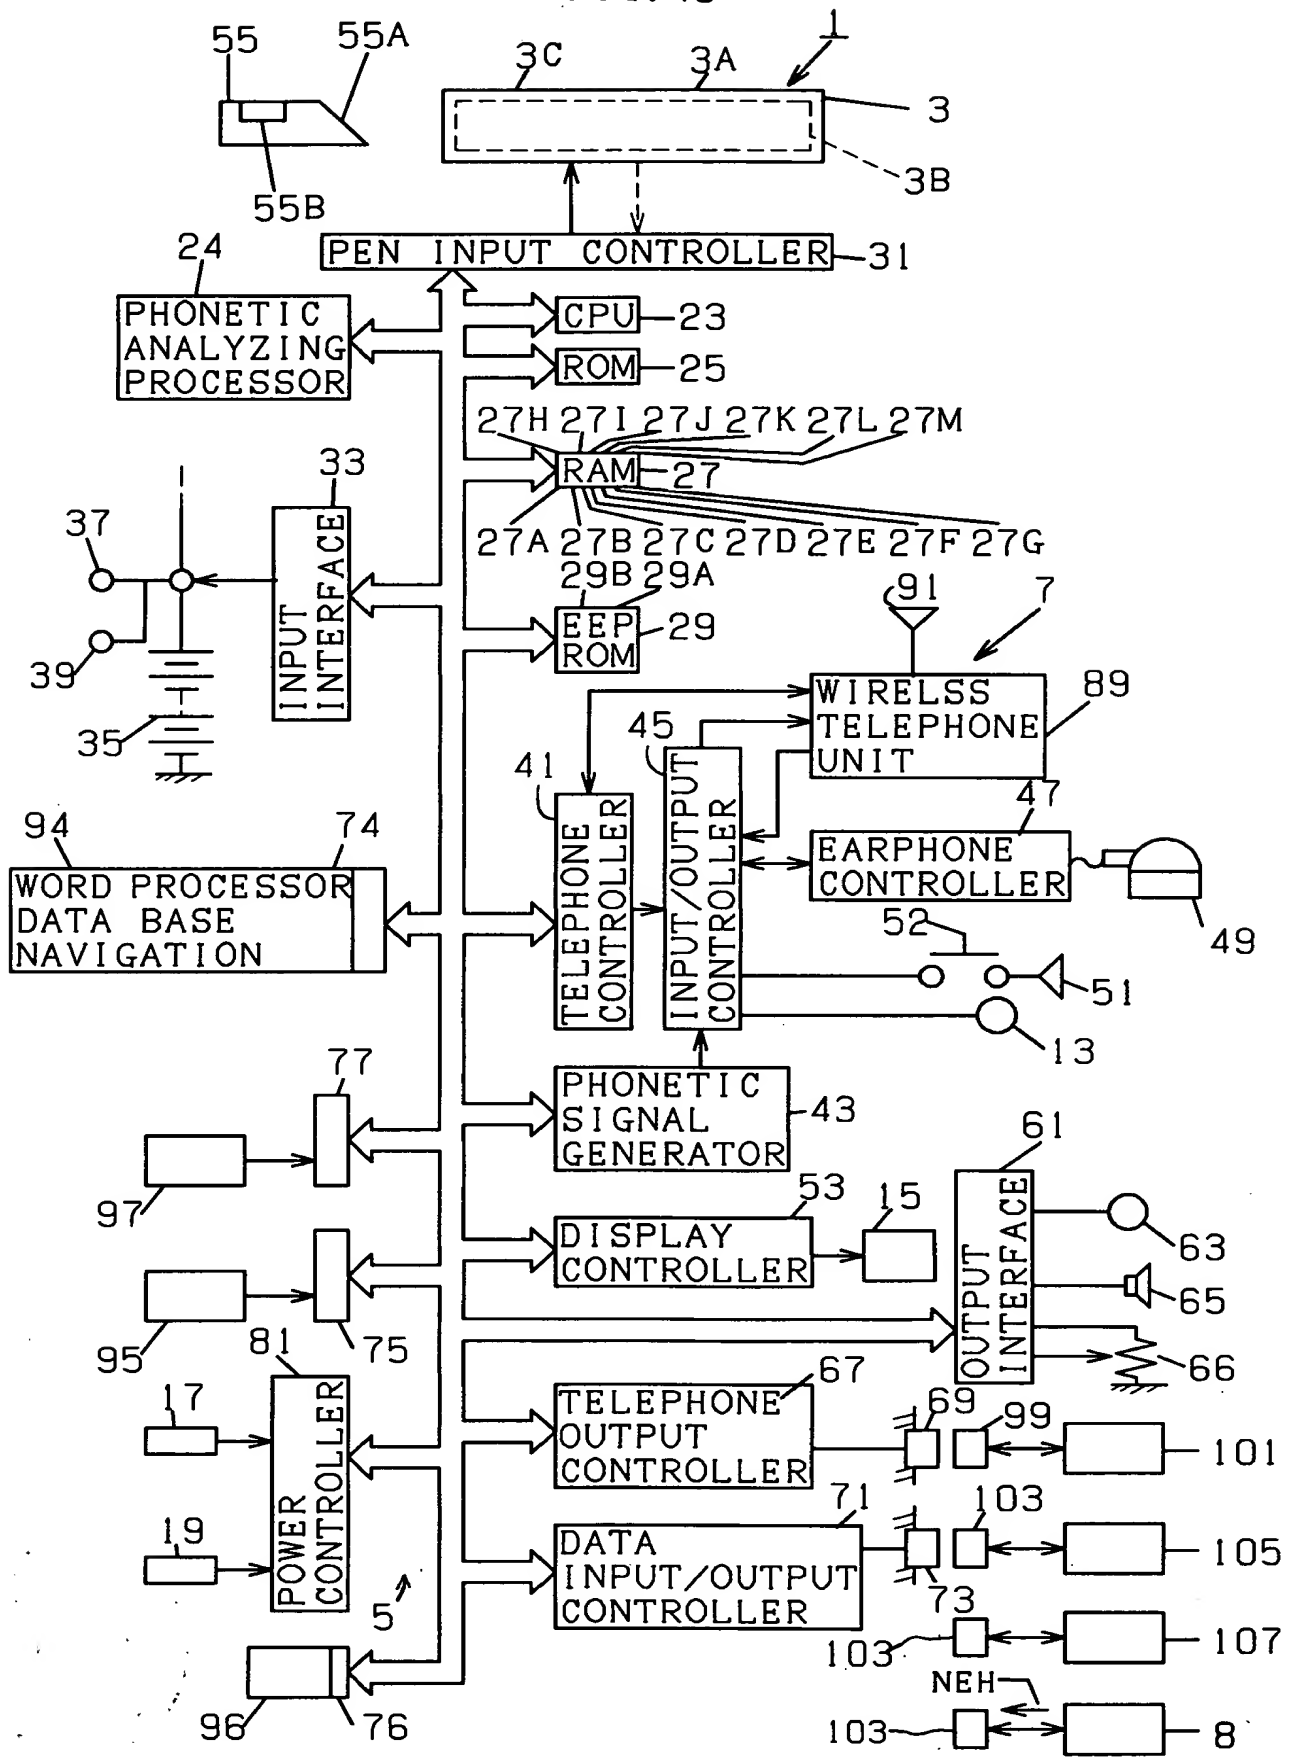 55
55A
3C
3A
1
3
3B
55B
24
PEN INPUT CONTROLLER
31
PHONETIC
ANALYZING
PROCESSOR
CPU
23
ROM
25
27H 27I 27J 27K 27L 27M
RAM
27
27A 27B 27C 27D 27E 27F 27G
33
37
INPUT
INTERFACE
39
35
29B 29A
EEP
ROM
29
91
7
WIRELSS
TELEPHONE
UNIT
89
41
45
TELEPHONE
CONTROLLER
INPUT/OUTPUT
CONTROLLER
47
EARPHONE
CONTROLLER
49
94
74
WORD PROCESSOR
DATA BASE
NAVIGATION
52
51
13
77
PHONETIC
SIGNAL
GENERATOR
43
97
61
53
15
DISPLAY
CONTROLLER
OUTPUT
INTERFACE
63
65
66
95
75
81
17
19
POWER
CONTROLLER
67
TELEPHONE
OUTPUT
CONTROLLER
69
99
101
71
103
DATA
INPUT/OUTPUT
CONTROLLER
73
105
5
103
107
NEH
96
76
103
8